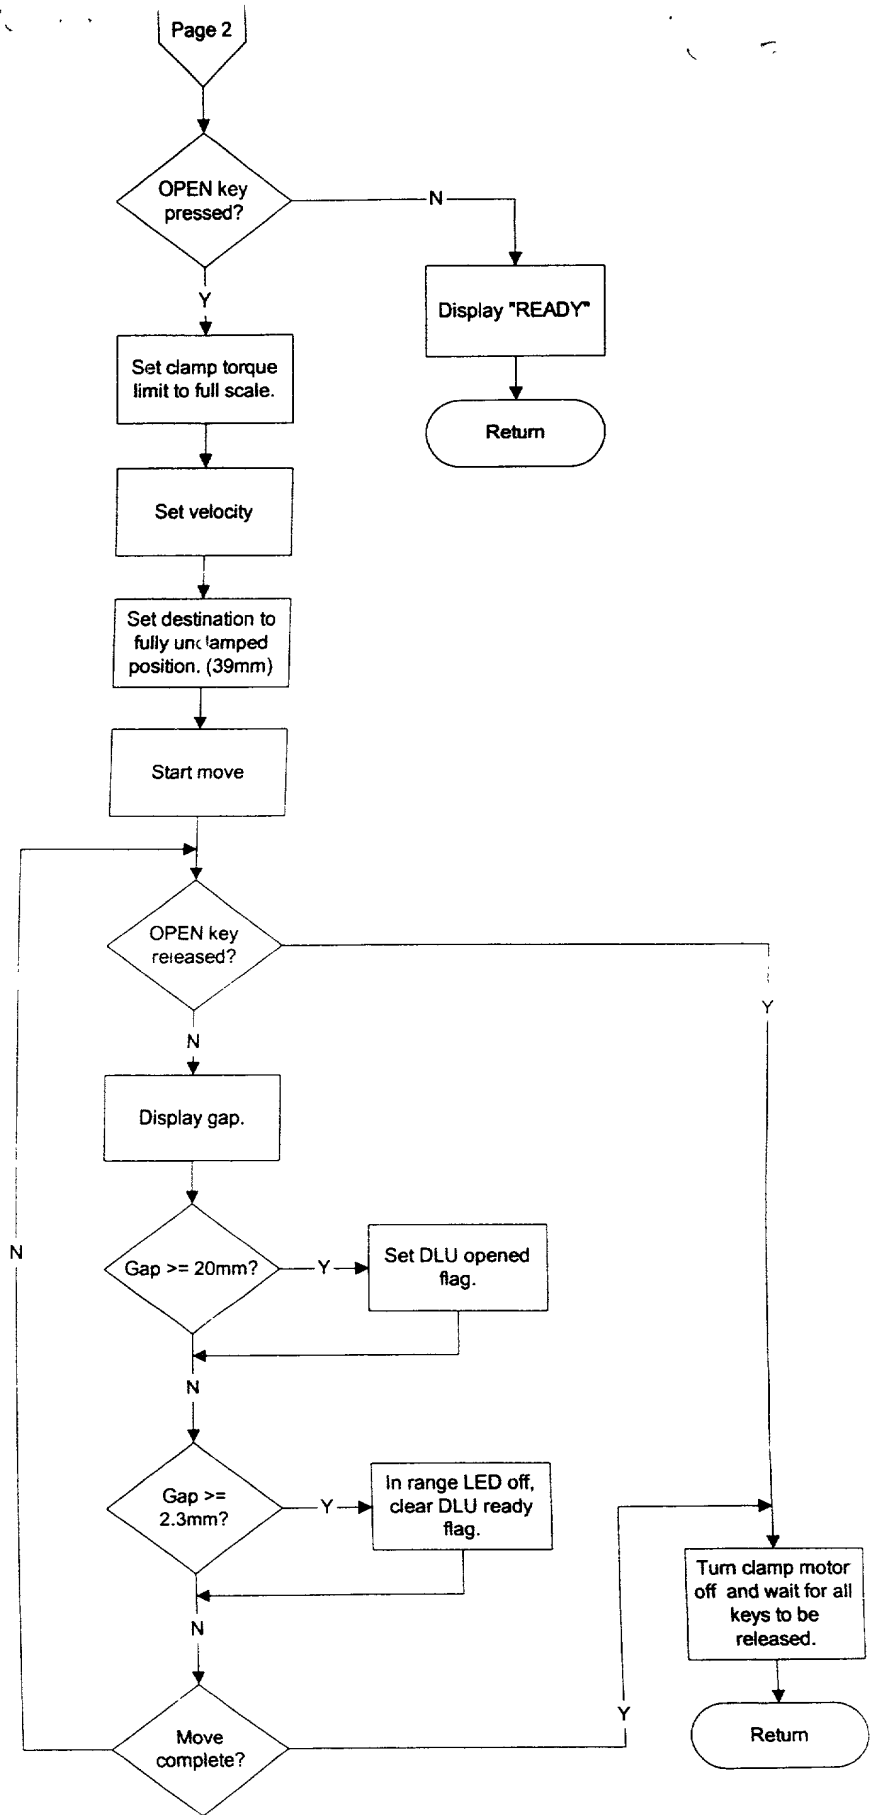 Page 2
OPEN key
pressed?
N
Y
Display "READY"
Set clamp torque
limit to full scale.
Return
Set velocity
Set destination to
fully unclamped
position. (39mm)
Start move
OPEN key
released?
Y
N
Display gap.
N
Gap >= 20mm?
Y
Set DLU opened
flag.
N
Gap >=
2.3mm?
Y
In range LED off,
clear DLU ready
flag.
N
Turn clamp motor
off and wait for all
keys to be
released.
Move
complete?
Y
Return